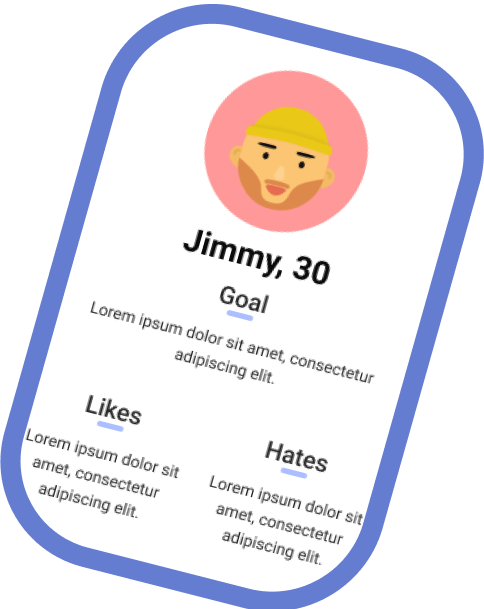 Jimmy, 30
Goal
Lorem ipsum dolor sit amet, consectetur
adipiscing elit.
Likes
Lorem ipsum dolor sit
amet, consectetur
adipiscing elit.
Hates
Lorem ipsum dolor sit
amet, consectetur
adipiscing elit.